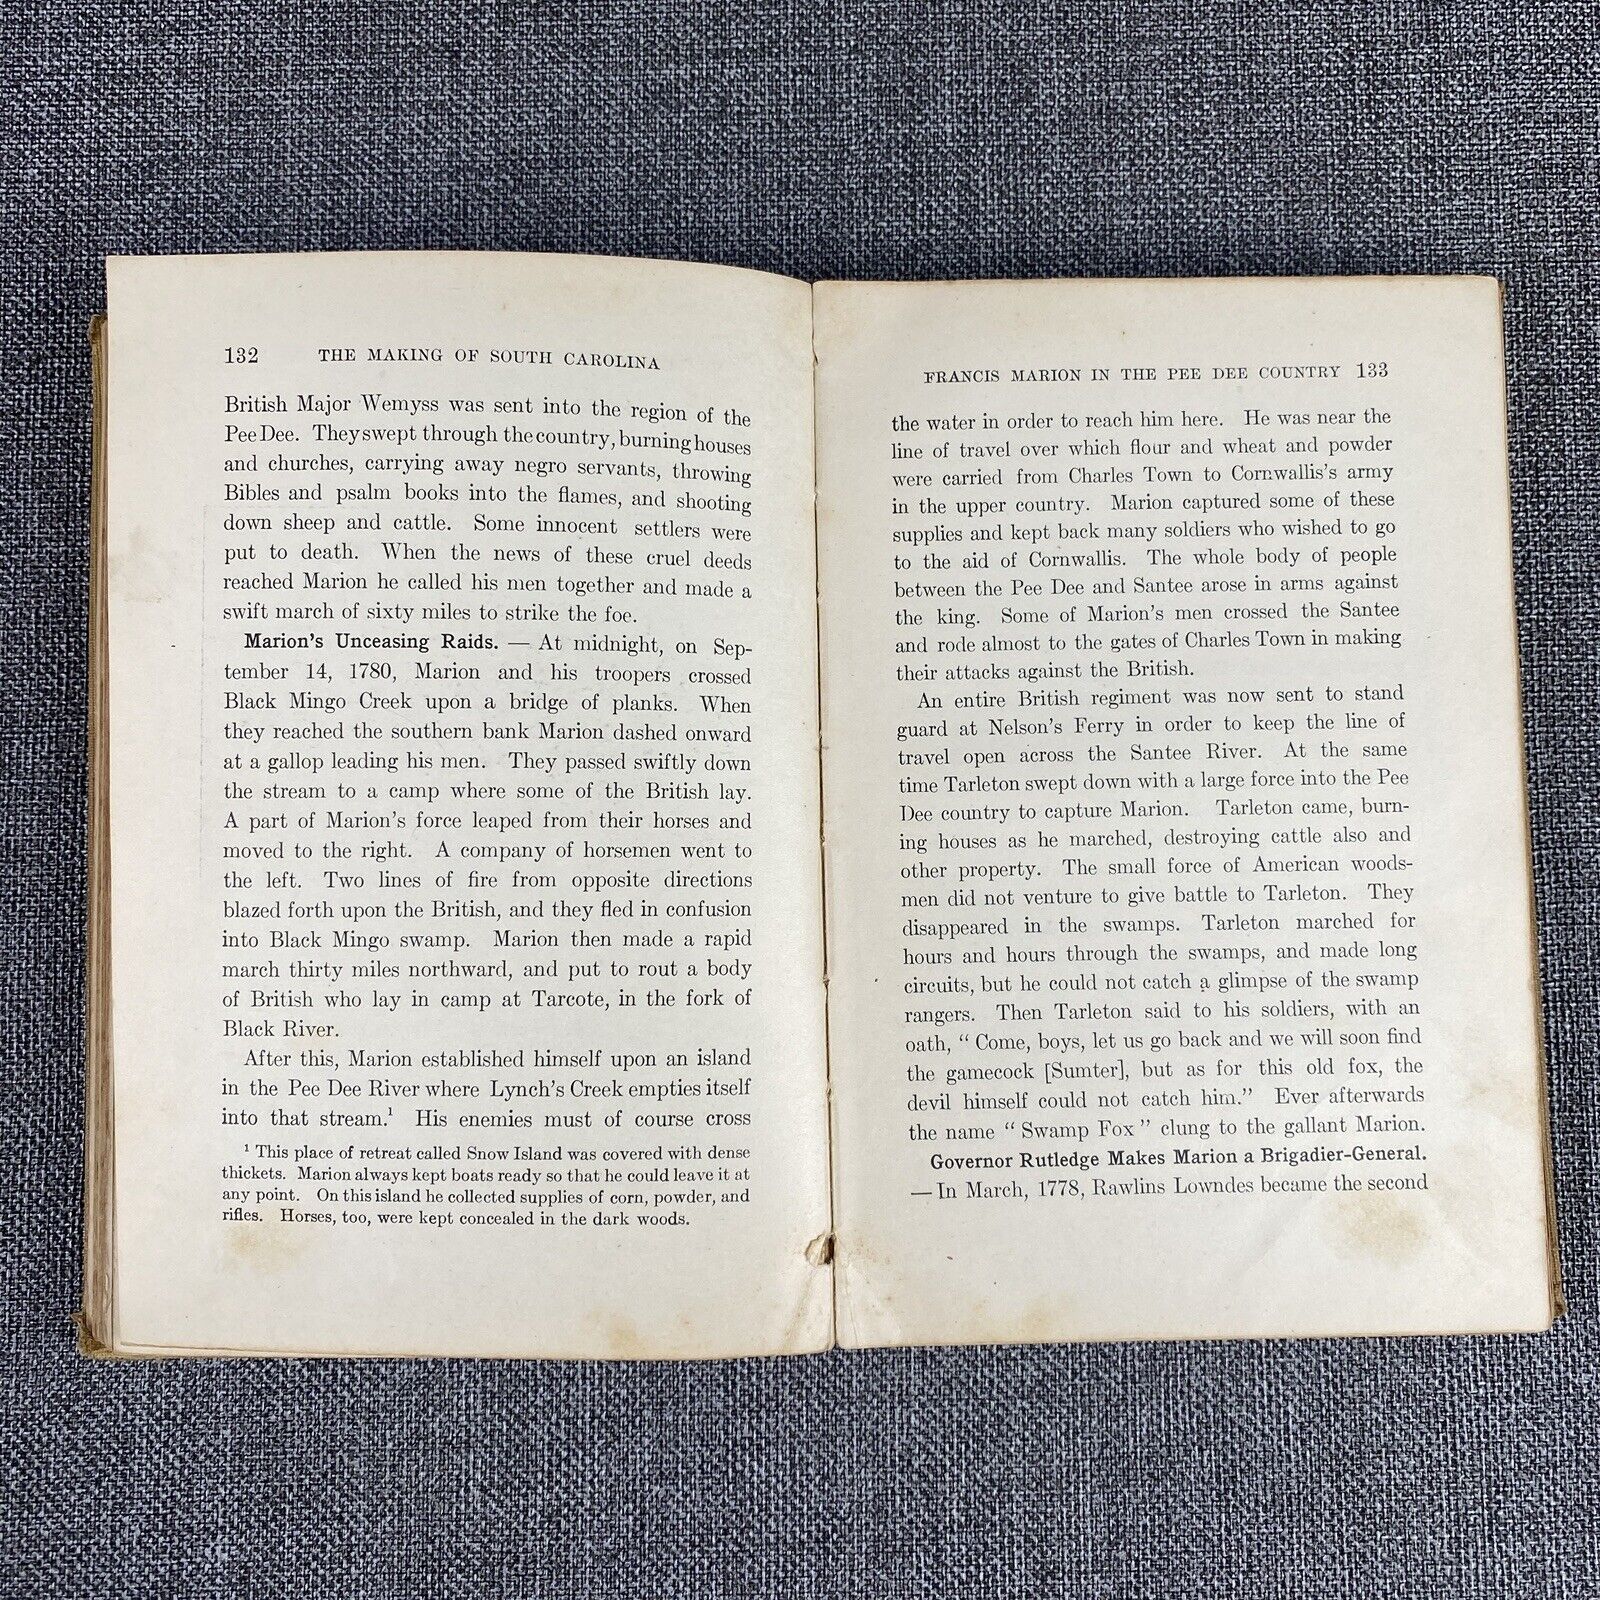 132 THE MAKING OF SOUTH CAROLINA
British Major Wemyss was sent into the region of the
Pee Dee. They swept through the country, burning houses
and churches, carrying away negro servants, throwing
Bibles and psalm books into the flames, and shooting
down sheep and cattle. Some innocent settlers were
put to death. When the news of these cruel deeds
reached Marion he called his men together and made a
swift march of sixty miles to strike the foe.
Marion's Unceasing Raids. — At midnight, on Sep-
tember 14, 1780, Marion and his troopers crossed
Black Mingo Creek upon a bridge of planks. When
they reached the southern bank Marion dashed onward
at a gallop leading his men. They passed swiftly down
the stream to a camp where some of the British lay.
A part of Marion's force leaped from their horses and
moved to the right. A company of horsemen went to
the left. Two lines of fire from opposite directions
blazed forth upon the British, and they fled in confusion
into Black Mingo swamp. Marion then made a rapid
march thirty miles northward, and put to rout a body
of British who lay in camp at Tarcote, in the fork of
Black River.
After this, Marion established himself upon an island
in the Pee Dee River where Lynch's Creek empties itself
into that stream.¹ His enemies must of course cross
¹ This place of retreat called Snow Island was covered with dense
thickets. Marion always kept boats ready so that he could leave it at
any point. On this island he collected supplies of corn, powder, and
rifles. Horses, too, were kept concealed in the dark woods.
FRANCIS MARION IN THE PEE DEE COUNTRY 133
the water in order to reach him here. He was near the
line of travel over which flour and wheat and powder
were carried from Charles Town to Cornwallis's army
in the upper country. Marion captured some of these
supplies and kept back many soldiers who wished to go
to the aid of Cornwallis. The whole body of people
between the Pee Dee and Santee arose in arms against
the king. Some of Marion's men crossed the Santee
and rode almost to the gates of Charles Town in making
their attacks against the British.
An entire British regiment was now sent to stand
guard at Nelson's Ferry in order to keep the line of
travel open across the Santee River. At the same
time Tarleton swept down with a large force into the Pee
Dee country to capture Marion. Tarleton came, burn-
ing houses as he marched, destroying cattle also and
other property. The small force of American woods-
men did not venture to give battle to Tarleton. They
disappeared in the swamps. Tarleton marched for
hours and hours through the swamps, and made long
circuits, but he could not catch a glimpse of the swamp
rangers. Then Tarleton said to his soldiers, with an
oath, "Come, boys, let us go back and we will soon find
the gamecock [Sumter], but as for this old fox, the
devil himself could not catch him." Ever afterwards
the name "Swamp Fox" clung to the gallant Marion.
Governor Rutledge Makes Marion a Brigadier-General.
— In March, 1778, Rawlins Lowndes became the second